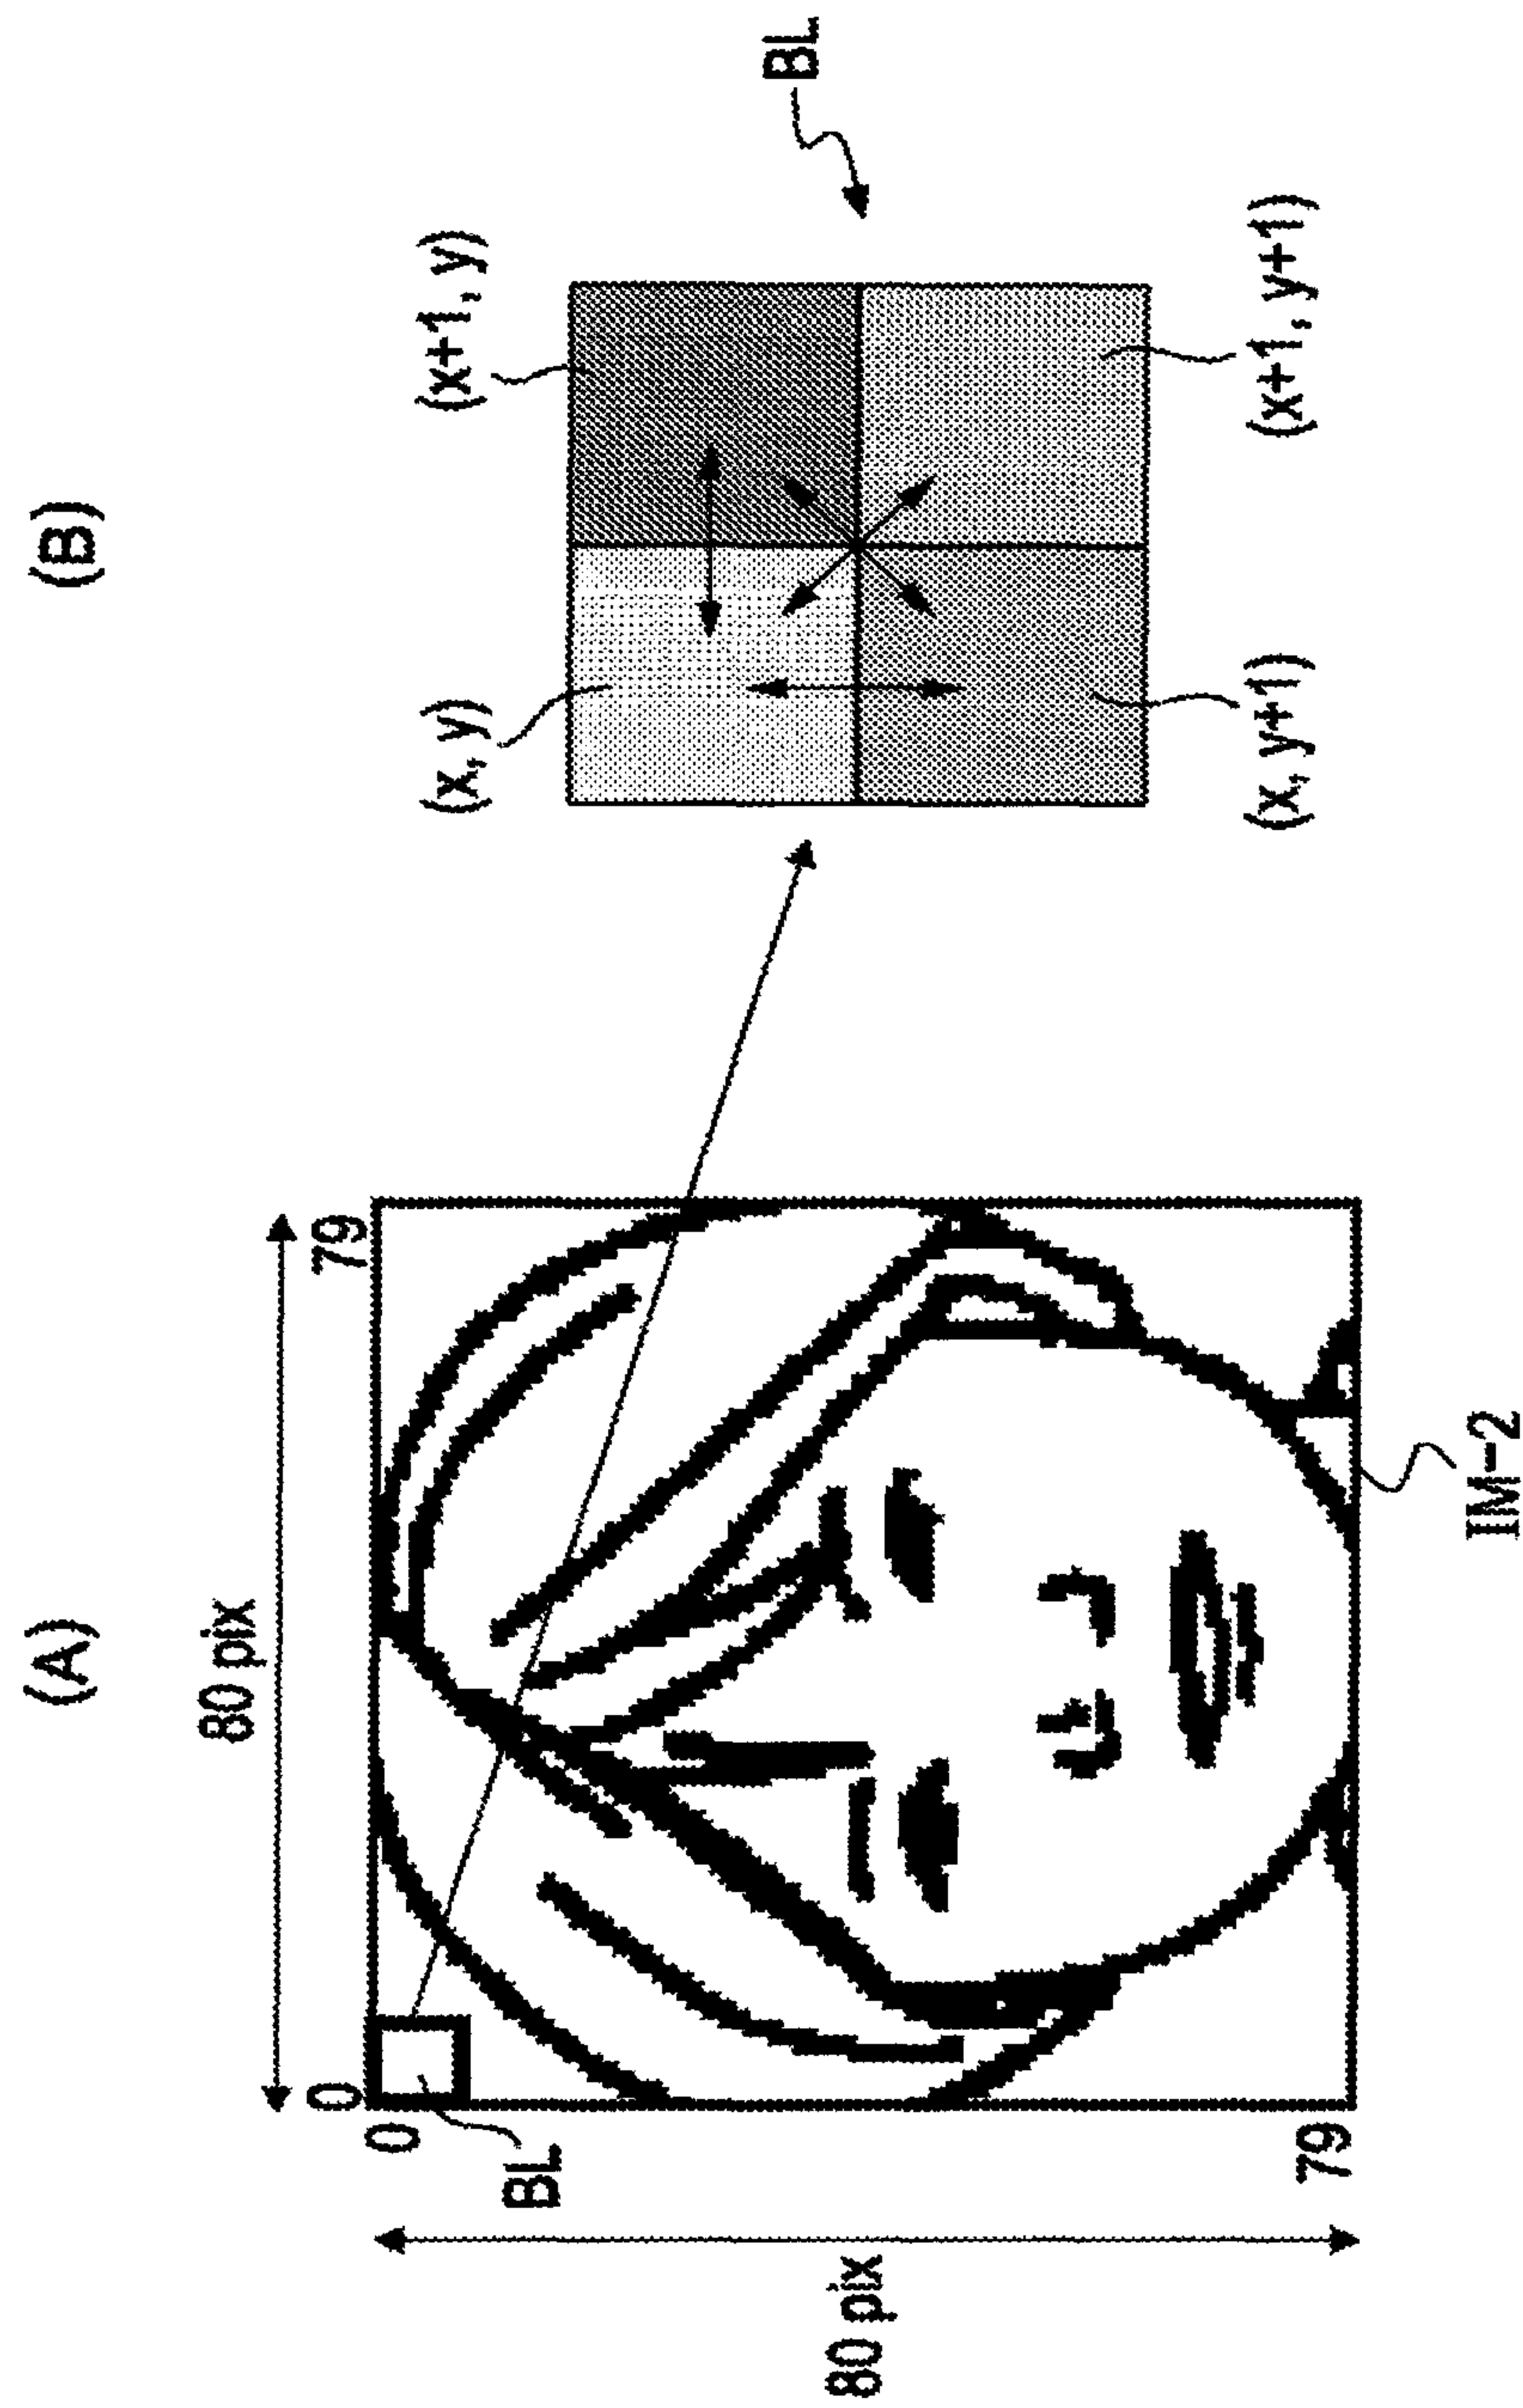 (A)
80 pix
0
79
0
BL
80 pix
79
IM-2
(B)
(x, y)
(x+1, y)
BL
(x, y+1)
(x+1, y+1)